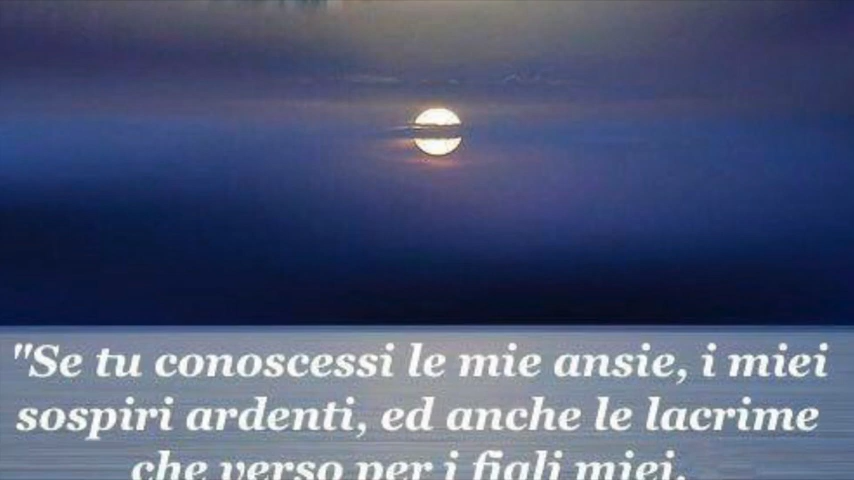 "Se tu conoscessi le mie ansie, i miei
sospiri ardenti, ed anche le lacrime
che verso per i figli miei.